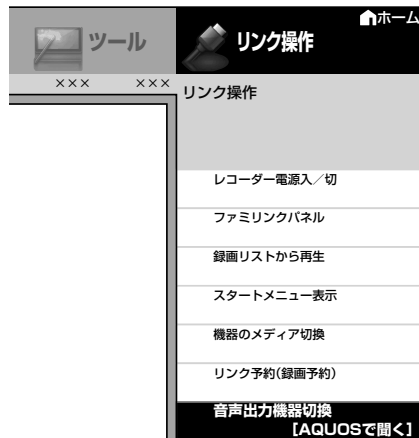 ホーム
ツール
リンク操作
××× ×××
リンク操作
レコーダー電源入／切
ファミリンクパネル
録画リストから再生
スタートメニュー表示
機器のメディア切換
リンク予約(録画予約)
音声出力機器切換
[AQUOSで聞く]